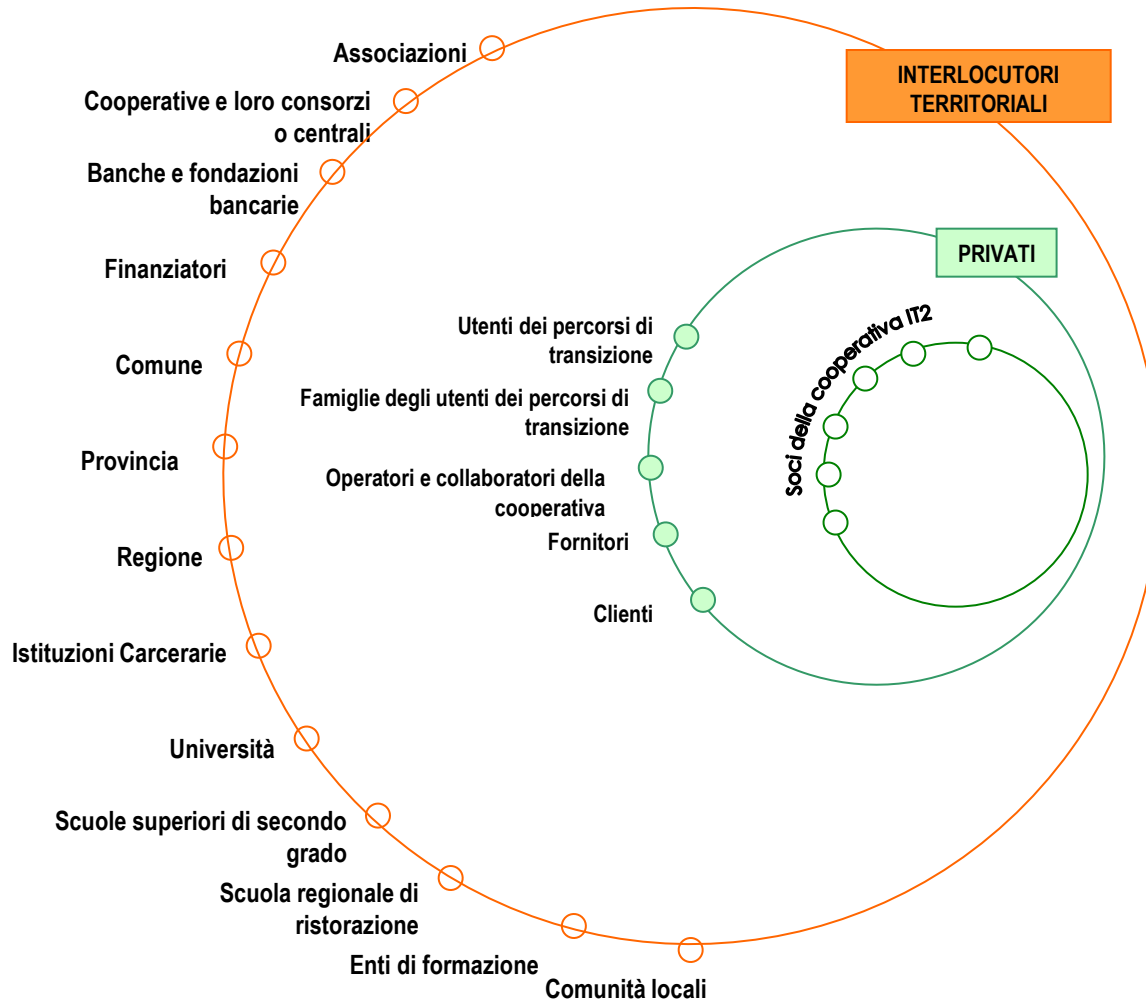 Associazioni
Cooperative e loro consorzi
o centrali
Banche e fondazioni
bancarie
Finanziatori
Comune
Provincia
Regione
Istituzioni Carcerarie
Università
Scuole superiori di secondo
grado
Scuola regionale di
ristorazione
Enti di formazione
Comunità locali
INTERLOCUTORI
TERRITORIALI
PRIVATI
Utenti dei percorsi di
transizione
Famiglie degli utenti dei percorsi di
transizione
Operatori e collaboratori della
cooperativa
Fornitori
Clienti
Soci della cooperativa IT2